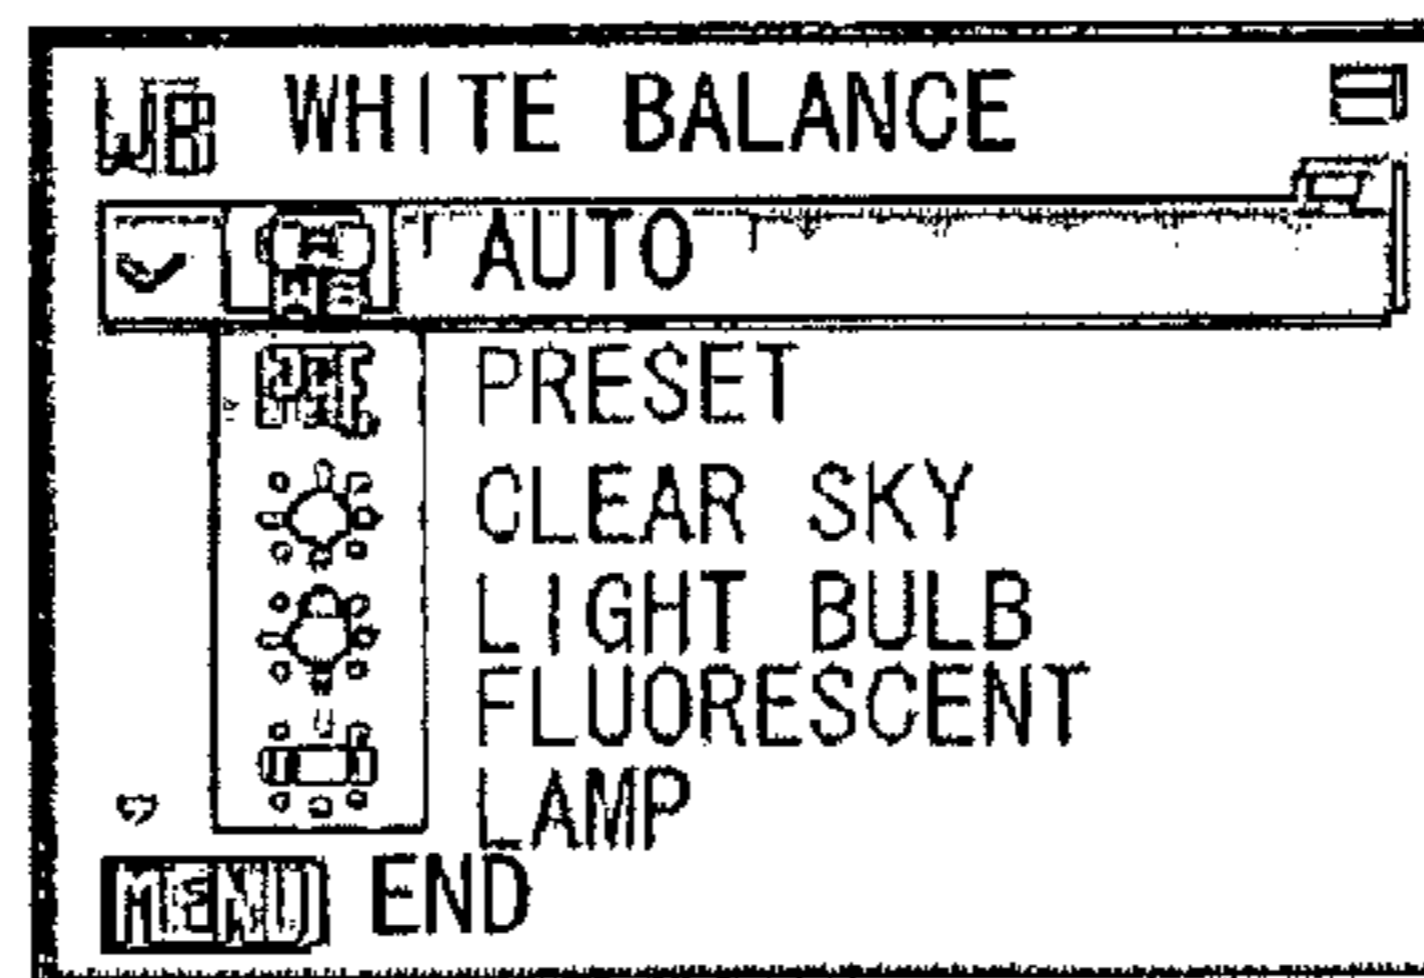 WB WHITE BALANCE
AUTO
PRESET
CLEAR SKY
LIGHT BULB
FLUORESCENT
LAMP
MENU END